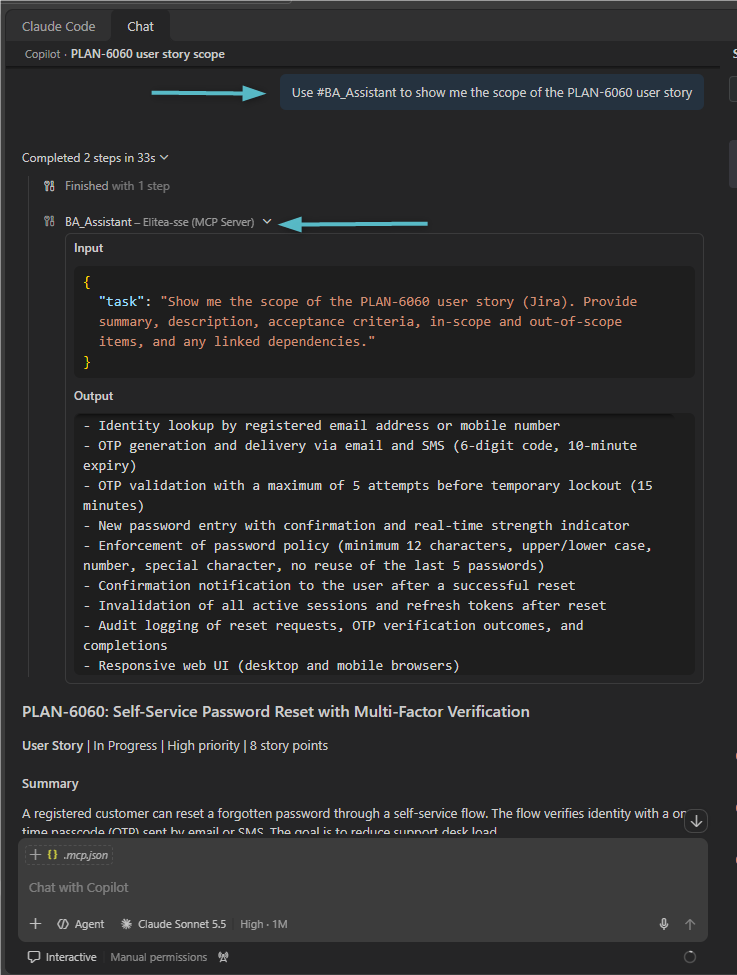 Claude Code Chat
Copilot · PLAN-6060 user story scope
Use #BA_Assistant to show me the scope of the PLAN-6060 user story
Completed 2 steps in 33s
Finished with 1 step
BA_Assistant – Elitea-sse (MCP Server)
Input
{
"task": "Show me the scope of the PLAN-6060 user story (Jira). Provide
summary, description, acceptance criteria, in-scope and out-of-scope
items, and any linked dependencies."
}
Output
- Identity lookup by registered email address or mobile number
- OTP generation and delivery via email and SMS (6-digit code, 10-minute
expiry)
- OTP validation with a maximum of 5 attempts before temporary lockout (15
minutes)
- New password entry with confirmation and real-time strength indicator
- Enforcement of password policy (minimum 12 characters, upper/lower case,
number, special character, no reuse of the last 5 passwords)
- Confirmation notification to the user after a successful reset
- Invalidation of all active sessions and refresh tokens after reset
- Audit logging of reset requests, OTP verification outcomes, and
completions
- Responsive web UI (desktop and mobile browsers)
PLAN-6060: Self-Service Password Reset with Multi-Factor Verification
User Story | In Progress | High priority | 8 story points
Summary
A registered customer can reset a forgotten password through a self-service flow. The flow verifies identity with a
time passcode (OTP) sent by email or SMS. The goal is to reduce support desk load
+ {} .mcp.json
Chat with Copilot
+ Agent Claude Sonnet 5.5 High · 1M
Interactive Manual permissions